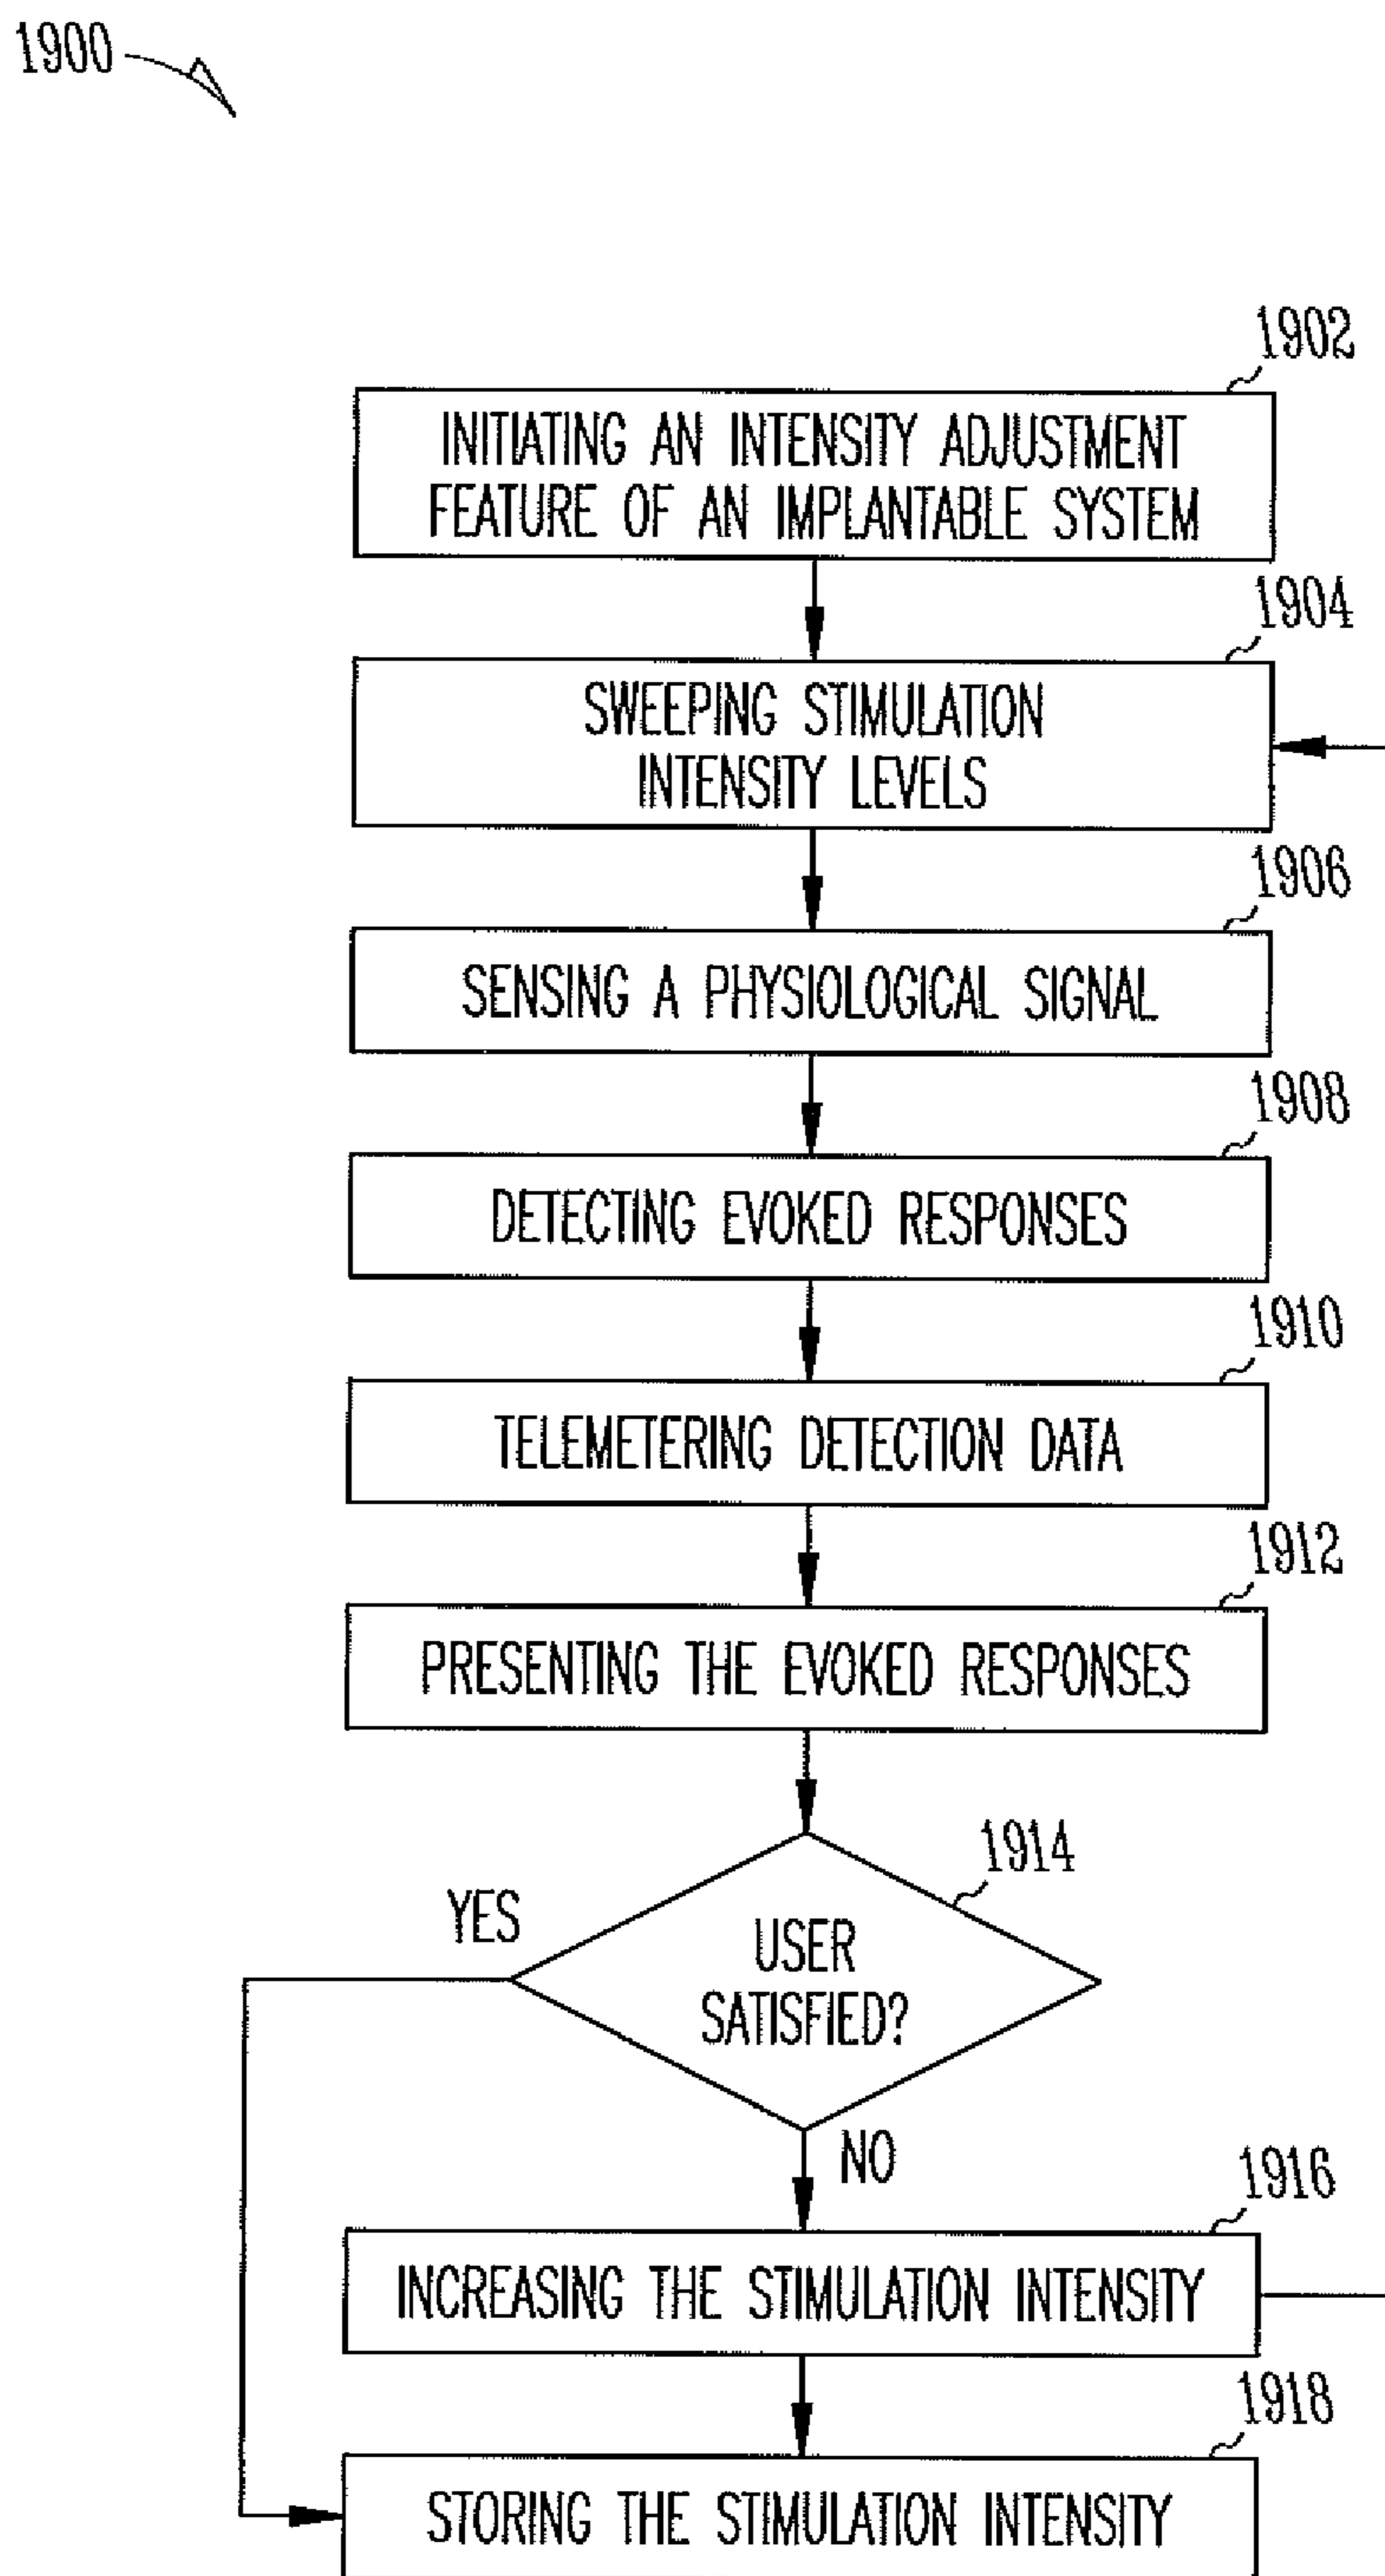 1900
1902
INITIATING AN INTENSITY ADJUSTMENT
FEATURE OF AN IMPLANTABLE SYSTEM
1904
SWEEPING STIMULATION
INTENSITY LEVELS
1906
SENSING A PHYSIOLOGICAL SIGNAL
1908
DETECTING EVOKED RESPONSES
1910
TELEMETERING DETECTION DATA
1912
PRESENTING THE EVOKED RESPONSES
1914
YES
USER
SATISFIED?
NO
1916
INCREASING THE STIMULATION INTENSITY
1918
STORING THE STIMULATION INTENSITY